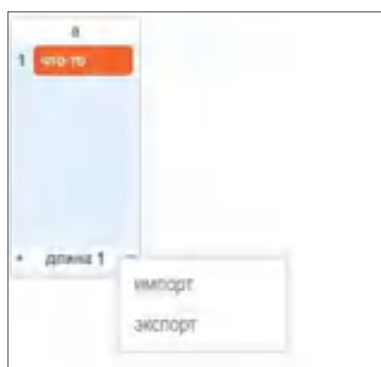 a
1 что-то
+ длина 1 =
импорт
экспорт